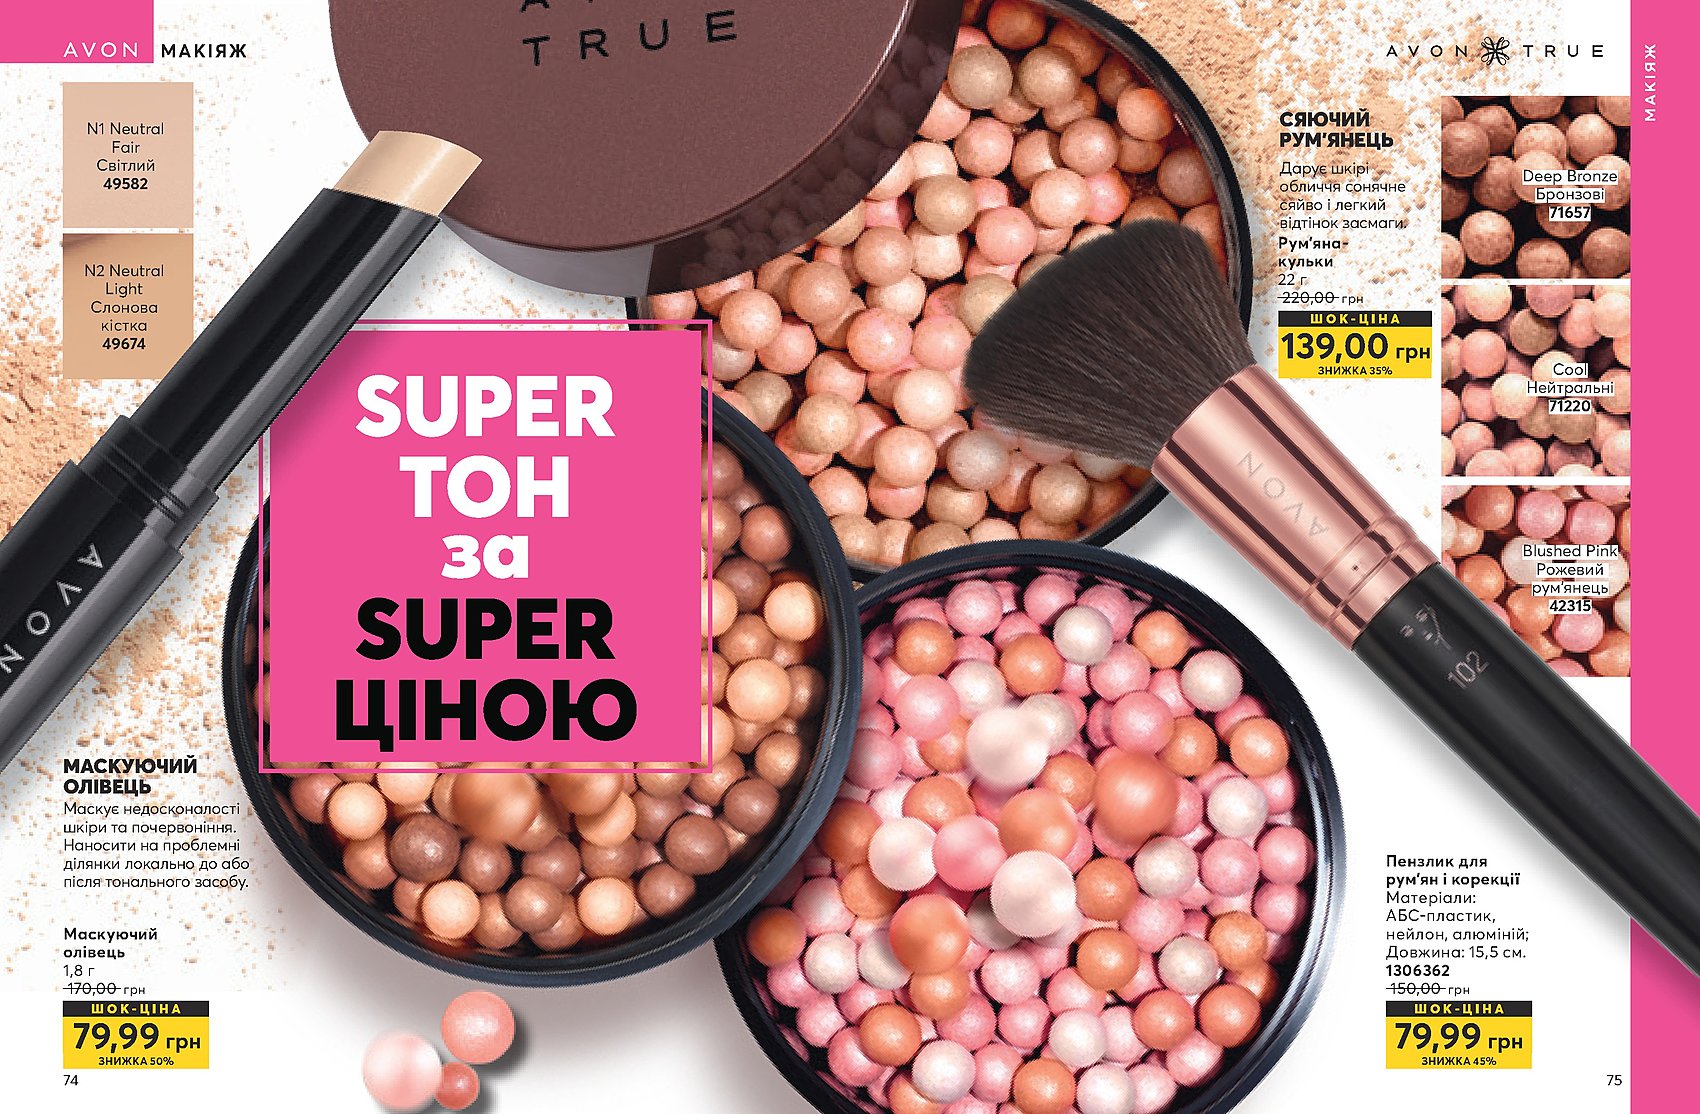 AVON МАКІЯЖ
N1 Neutral
Fair
Світлий
49582
N2 Neutral
Light
Слонова
кістка
49674
TRUE
AVON
SUPER
ТОН
за
SUPER
ЦІНОЮ
МАСКУЮЧИЙ
ОЛІВЕЦЬ
Маскує недосконалості
шкіри та почервоніння.
Наносити на проблемні
ділянки локально до або
після тонального засобу.
Маскуючий
олівець
1,8 г
170,00 грн
ШОК-ЦІНА
79,99 грн
ЗНИЖКА 50%
74
AVON TRUE
МАКІЯЖ
СЯЮЧИЙ
РУМ'ЯНЕЦЬ
Дарує шкірі
обличчя сонячне
сяйво і легкий
відтінок засмаги.
Рум'яна-
кульки
22 г
220,00 грн
ШОК-ЦІНА
139,00 грн
ЗНИЖКА 35%
Deep Bronze
Бронзові
71657
Cool
Нейтральні
71220
Blushed Pink
Рожевий
рум'янець
42315
AVON
102
Пензлик для
рум'ян і корекції
Матеріали:
АБС-пластик,
нейлон, алюміній;
Довжина: 15,5 см.
1306362
150,00 грн
ШОК-ЦІНА
79,99 грн
ЗНИЖКА 45%
75